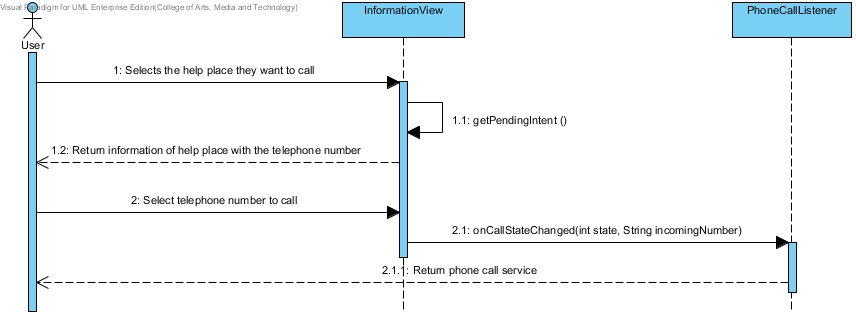 Visual Paradigm for UML Enterprise Edition(College of Arts, Media and Technology)
InformationView
PhoneCallListener
User
1: Selects the help place they want to call
1.1: getPendingIntent ()
1.2: Return information of help place with the telephone number
2: Select telephone number to call
2.1: onCallStateChanged(int state, String incomingNumber)
2.1.1: Return phone call service